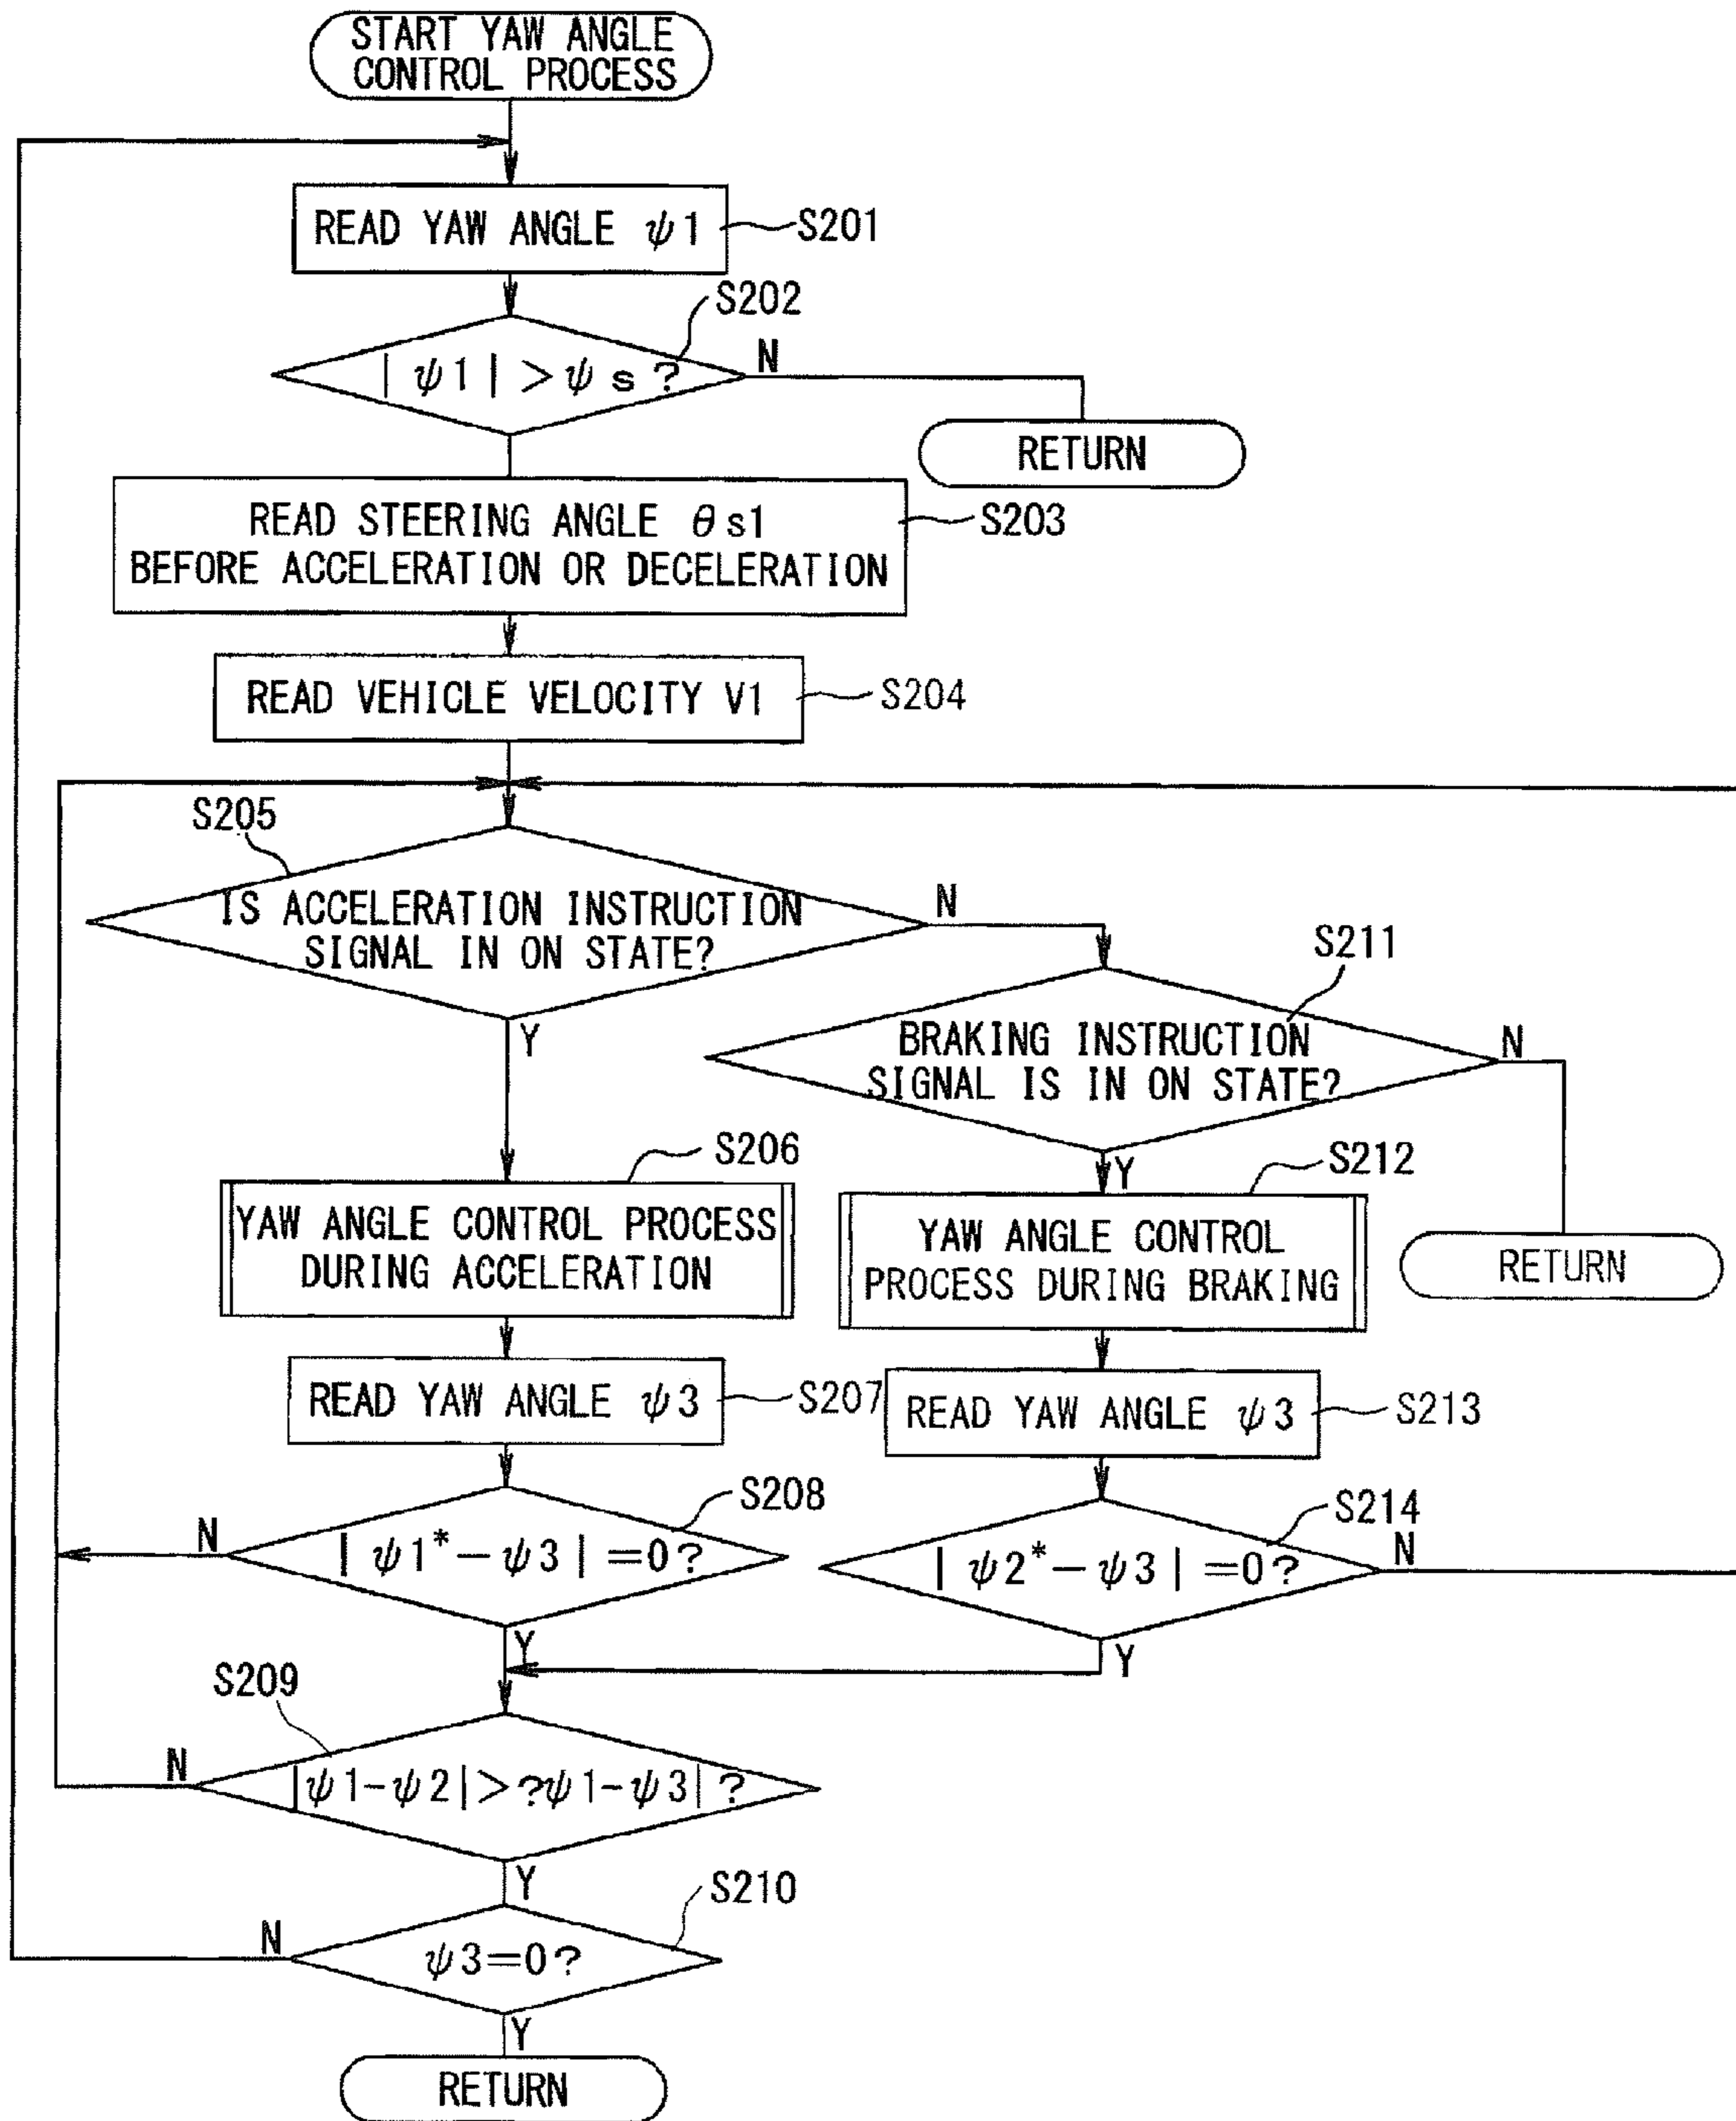 START YAW ANGLE
CONTROL PROCESS
READ YAW ANGLE ψ1
S201
S202
| ψ1 | > ψ s ?
N
RETURN
READ STEERING ANGLE θs1
BEFORE ACCELERATION OR DECELERATION
S203
READ VEHICLE VELOCITY V1
S204
S205
IS ACCELERATION INSTRUCTION
SIGNAL IN ON STATE?
N
Y
S211
BRAKING INSTRUCTION
SIGNAL IS IN ON STATE?
N
Y
RETURN
S206
YAW ANGLE CONTROL PROCESS
DURING ACCELERATION
S212
YAW ANGLE CONTROL
PROCESS DURING BRAKING
READ YAW ANGLE ψ3
S207
READ YAW ANGLE ψ3
S213
S208
| ψ1* − ψ3 | =0?
N
Y
S214
| ψ2* − ψ3 | =0?
N
Y
S209
|ψ1-ψ2|>?ψ1-ψ3|?
N
Y
S210
ψ3=0?
N
Y
RETURN